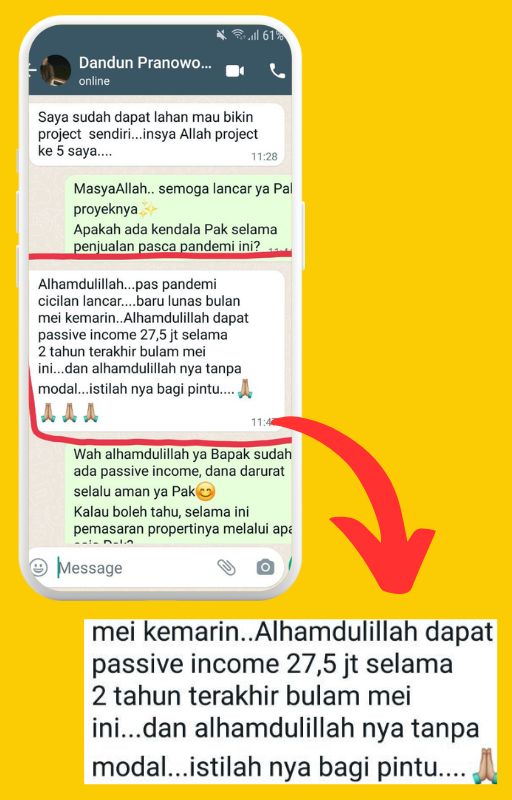 61%
Dandun Pranowo...
online
Saya sudah dapat lahan mau bikin
project sendiri...insya Allah project
ke 5 saya....
11:28
MasyaAllah.. semoga lancar ya Pak
proyeknya✨
Apakah ada kendala Pak selama
penjualan pasca pandemi ini?
Alhamdulillah...pas pandemi
cicilan lancar....baru lunas bulan
mei kemarin..Alhamdulillah dapat
passive income 27,5 jt selama
2 tahun terakhir bulam mei
ini...dan alhamdulillah nya tanpa
modal...istilah nya bagi pintu....🙏🏼
🙏🏼🙏🏼🙏🏼
Wah alhamdulillah ya Bapak sudah
ada passive income, dana darurat
selalu aman ya Pak😊
Kalau boleh tahu, selama ini
pemasaran propertinya melalui apa
Message
mei kemarin..Alhamdulillah dapat
passive income 27,5 jt selama
2 tahun terakhir bulam mei
ini...dan alhamdulillah nya tanpa
modal...istilah nya bagi pintu....🙏🏼